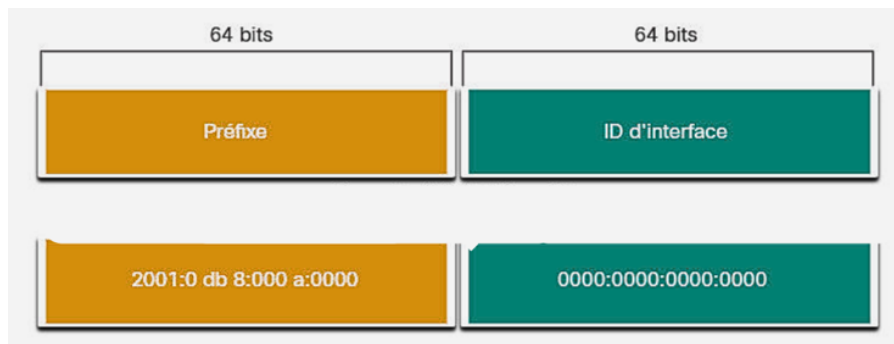 64 bits 64 bits
Préfixe ID d'interface
2001:0 db 8:000 a:0000 0000:0000:0000:0000